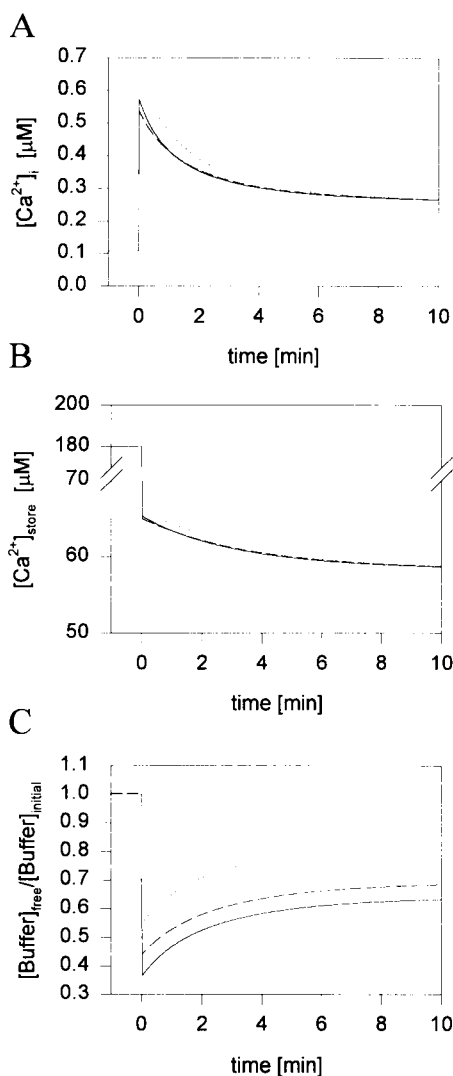 A
0.7
0.6
0.5
0.4
0.3
0.2
0.1
0.0
[Ca²⁺]ᵢ [µM]
0 2 4 6 8 10
time [min]
B
200
180
70
60
50
[Ca²⁺]store [µM]
0 2 4 6 8 10
time [min]
C
1.1
1.0
0.9
0.8
0.7
0.6
0.5
0.4
0.3
[Buffer]free/[Buffer]initial
0 2 4 6 8 10
time [min]